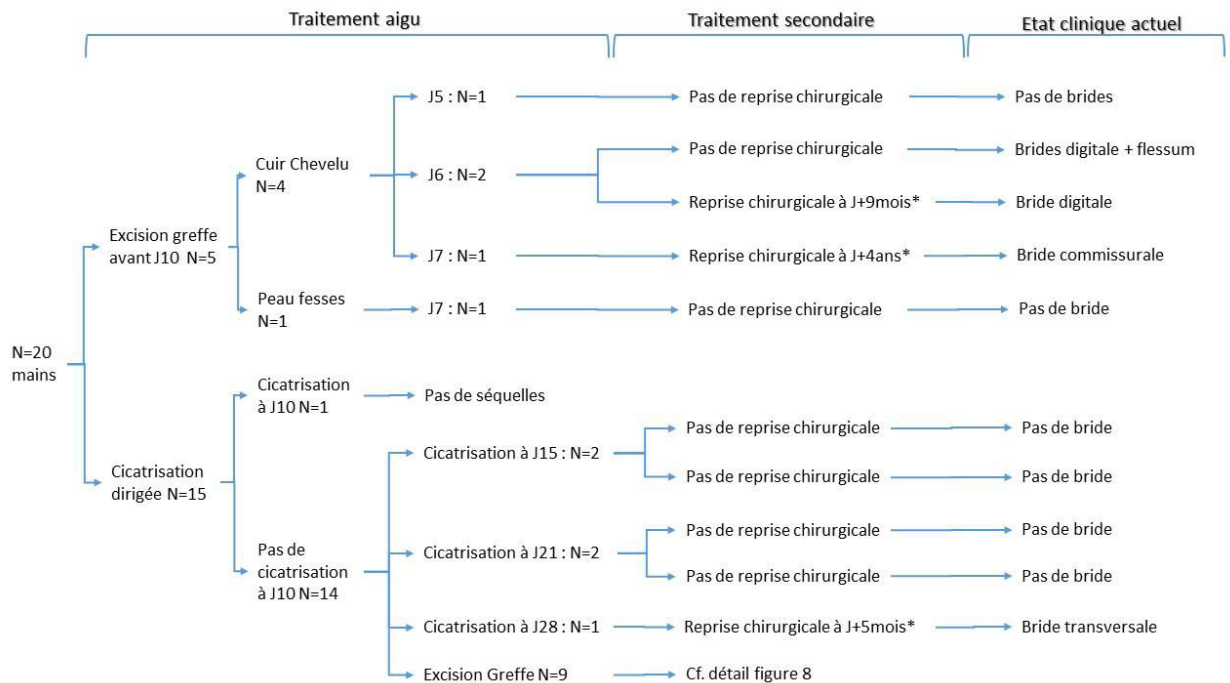 Traitement aigu
Traitement secondaire
Etat clinique actuel
J5 : N=1
Pas de reprise chirurgicale
Pas de brides
Cuir Chevelu
N=4
J6 : N=2
Pas de reprise chirurgicale
Brides digitale + flessum
Reprise chirurgicale à J+9mois*
Bride digitale
Excision greffe
avant J10 N=5
J7 : N=1
Reprise chirurgicale à J+4ans*
Bride commissurale
Peau fesses
N=1
J7 : N=1
Pas de reprise chirurgicale
Pas de bride
N=20
mains
Cicatrisation
à J10 N=1
Pas de séquelles
Cicatrisation
dirigée N=15
Cicatrisation à J15 : N=2
Pas de reprise chirurgicale
Pas de bride
Pas de reprise chirurgicale
Pas de bride
Pas de
cicatrisation
à J10 N=14
Cicatrisation à J21 : N=2
Pas de reprise chirurgicale
Pas de bride
Pas de reprise chirurgicale
Pas de bride
Cicatrisation à J28 : N=1
Reprise chirurgicale à J+5mois*
Bride transversale
Excision Greffe N=9
Cf. détail figure 8